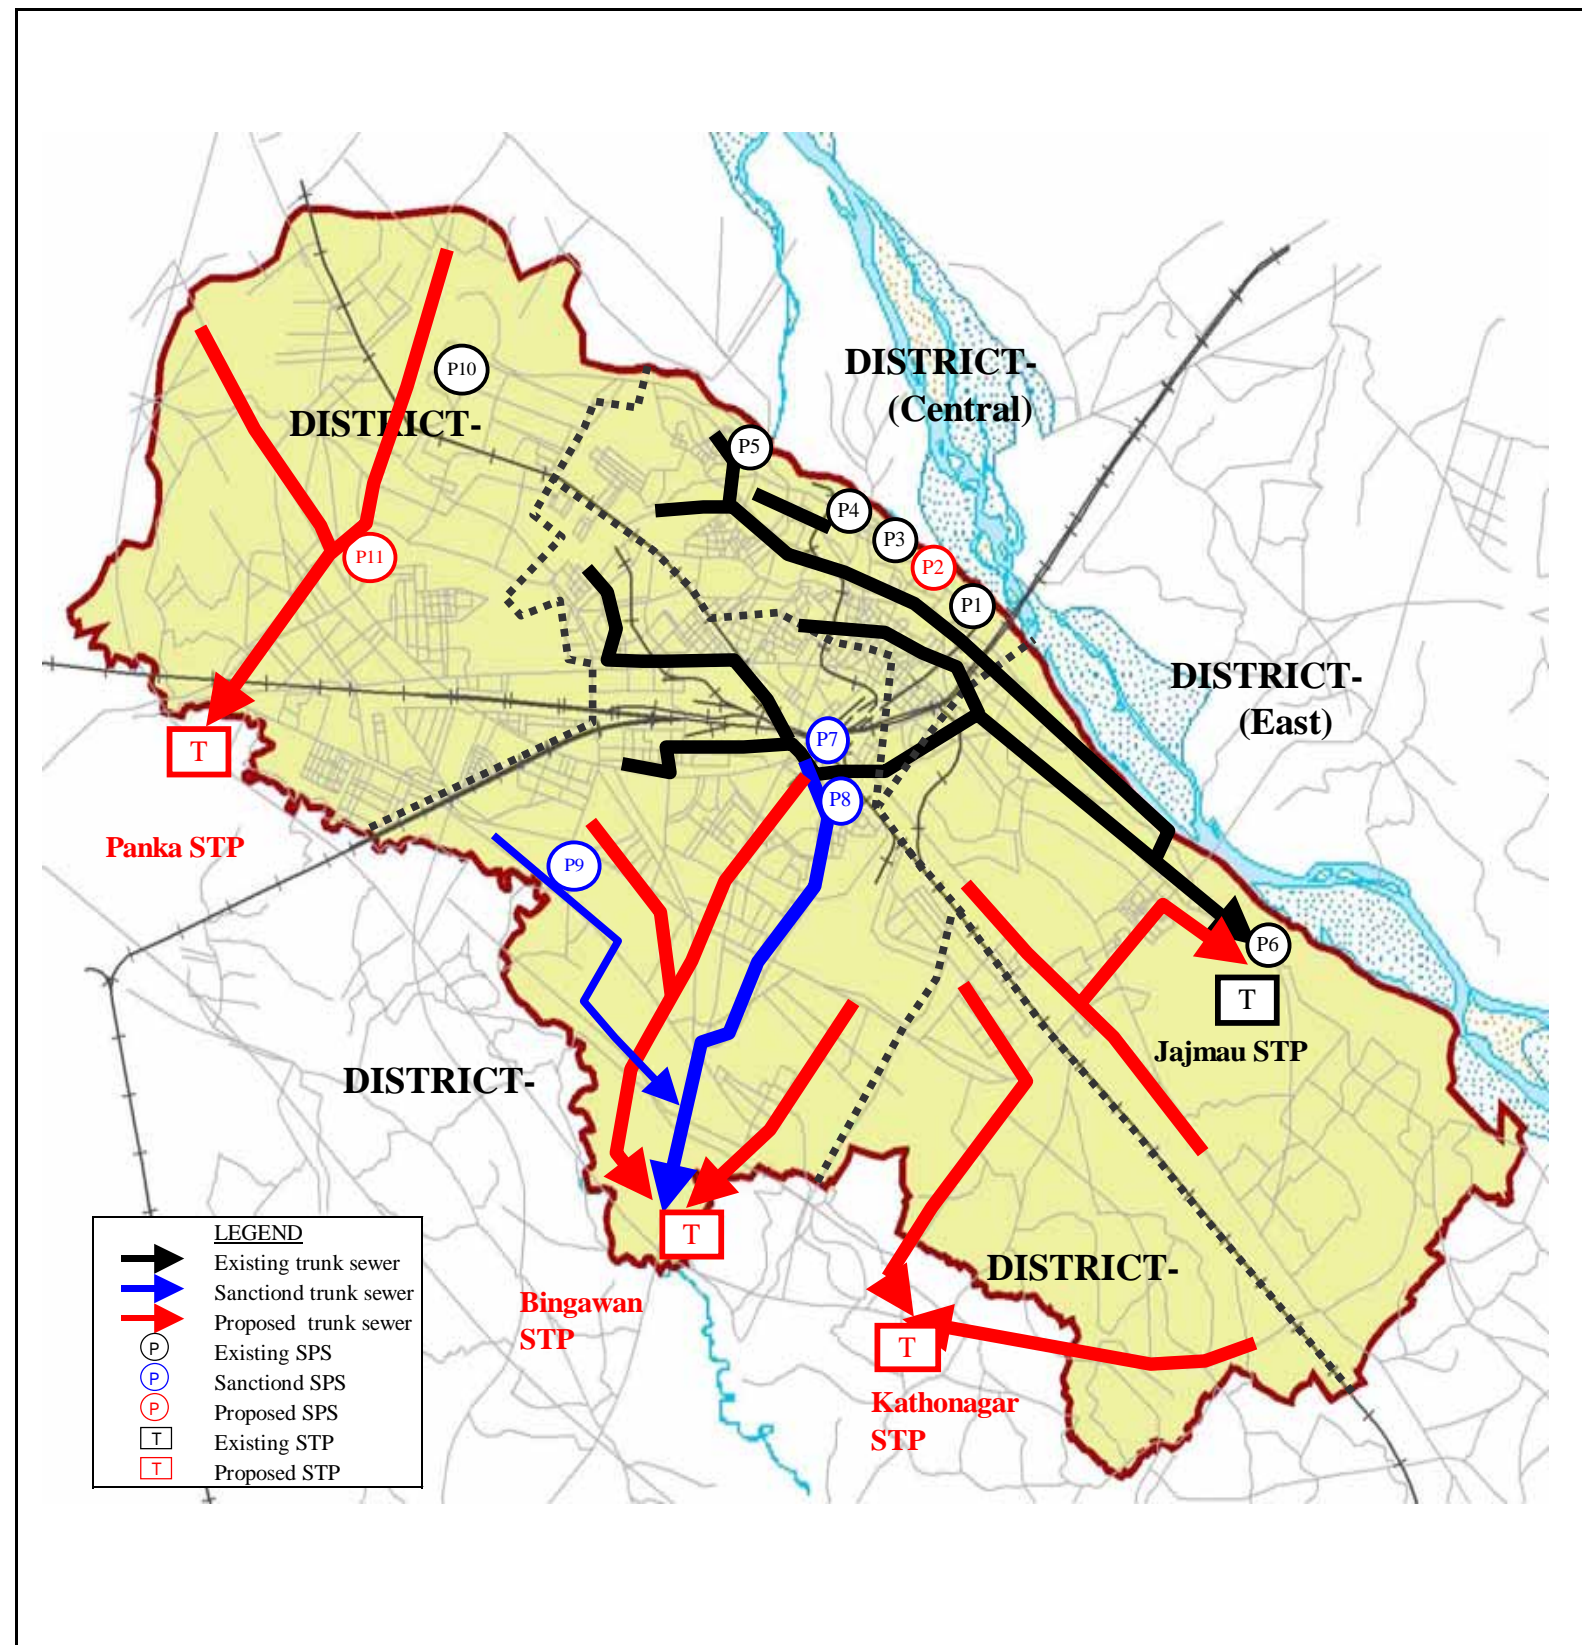 DISTRICT-
(Central)
P10
DISTRICT-
P5
P4
P3
P2
P11
P1
DISTRICT-
(East)
P7
T
P8
Panka STP
P9
P6
T
Jajmau STP
DISTRICT-
T
DISTRICT-
Bingawan
STP
T
Kathonagar
STP
LEGEND
Existing trunk sewer
Sanctiond trunk sewer
Proposed trunk sewer
P Existing SPS
P Sanctiond SPS
P Proposed SPS
T Existing STP
T Proposed STP